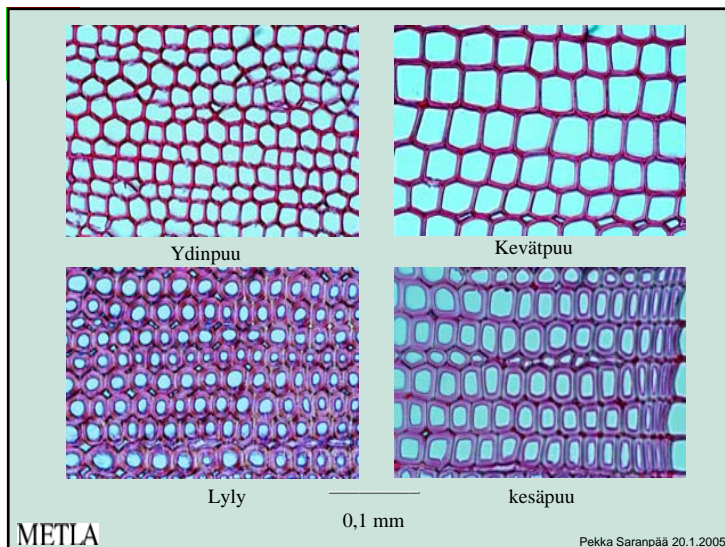 Ydinpuu
Kevätpuu
Lyly
kesäpuu
0,1 mm
METLA
Pekka Saranpää 20.1.2005